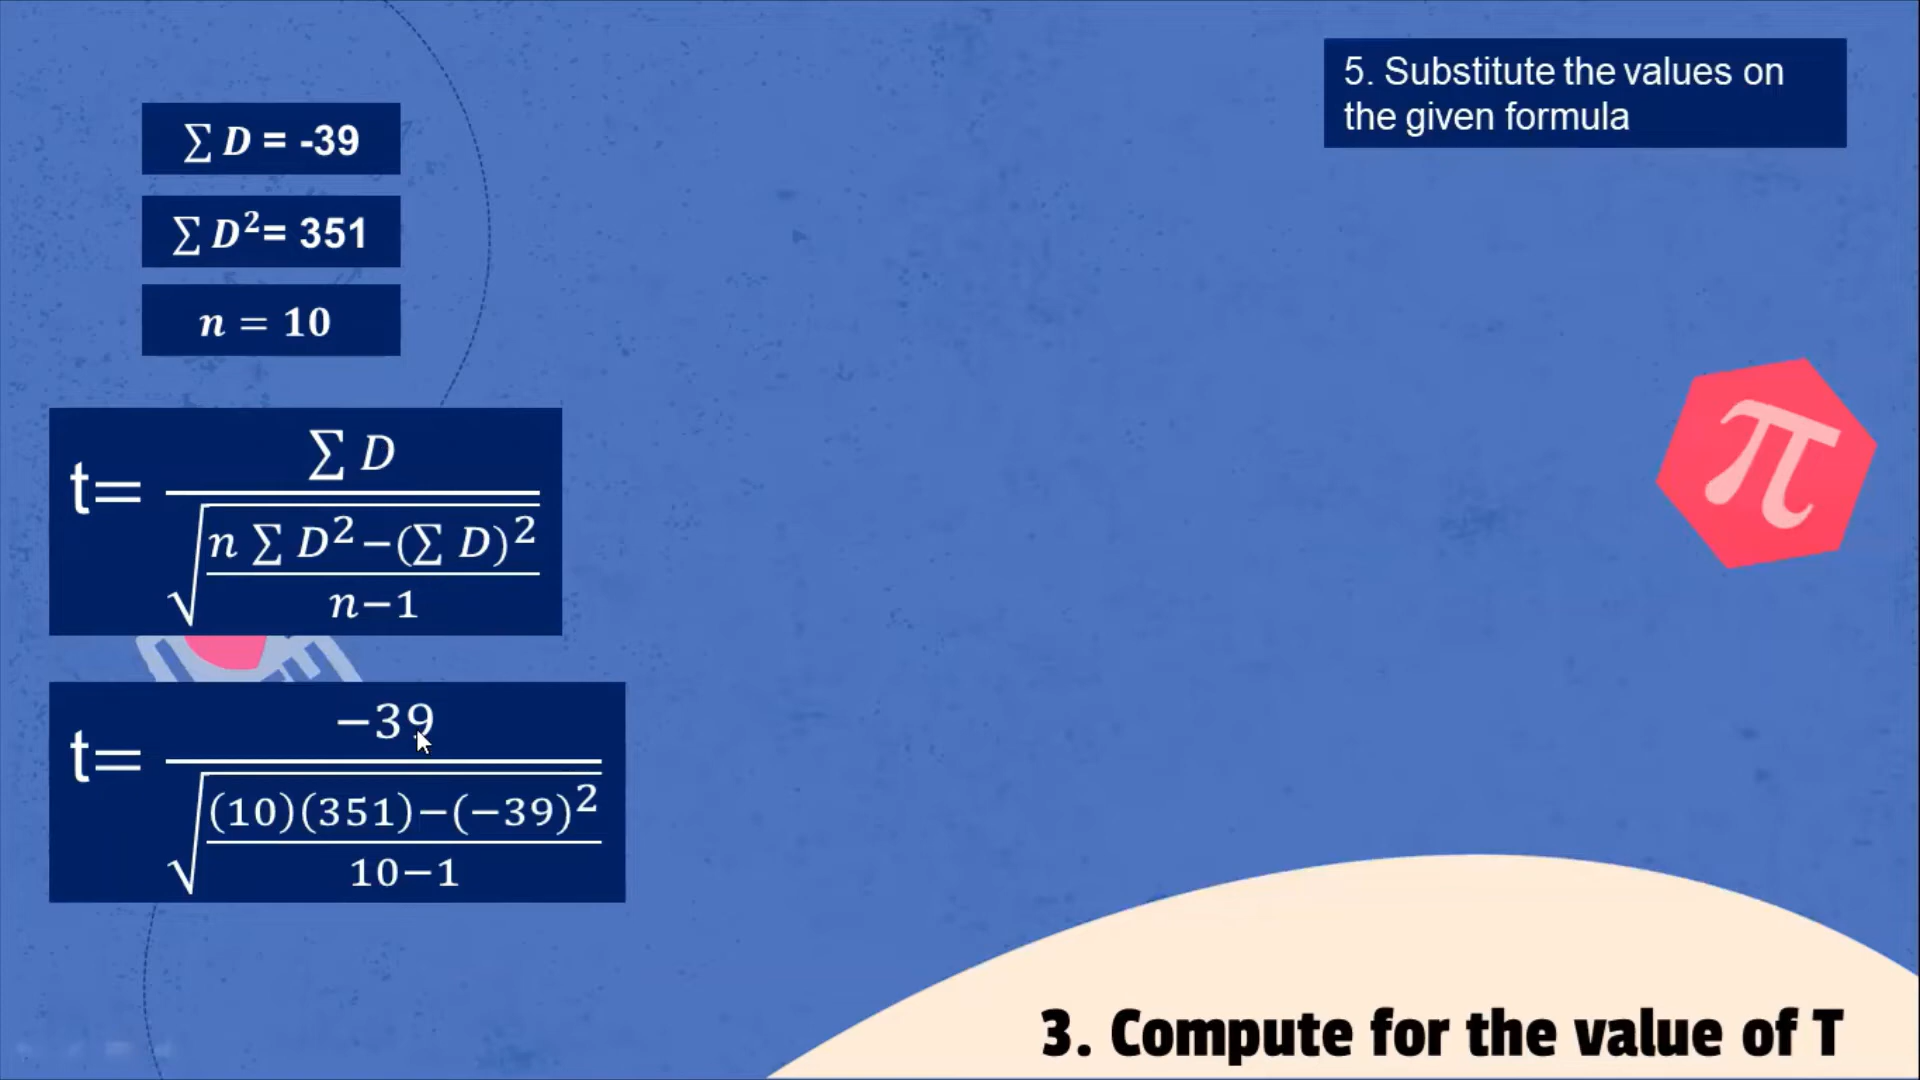 5. Substitute the values on
the given formula
∑ D = -39
∑ D²= 351
n = 10
t= ∑ D / √((n ∑ D²−(∑ D)²)/(n−1))
t= −39 / √(((10)(351)−(−39)²)/(10−1))
π
3. Compute for the value of T